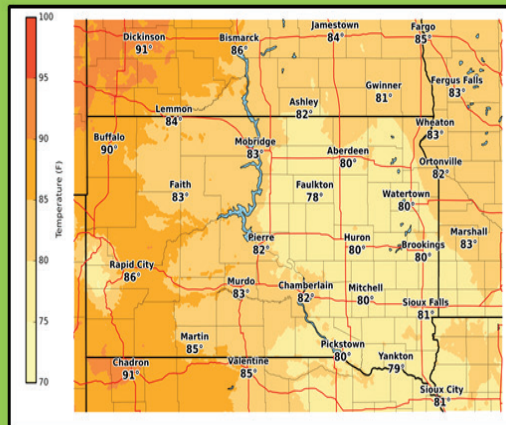 100
95
90
85
80
75
70
Temperature (F)
Jamestown
84°
Fargo
85°
Dickinson
91°
Bismarck
86°
Fergus Falls
83°
Gwinner
81°
Ashley
82°
Lemmon
84°
Wheaton
83°
Buffalo
90°
Mobridge
83°
Aberdeen
80°
Ortonville
82°
Faith
83°
Faulkton
78°
Watertown
80°
Marshall
83°
Pierre
82°
Huron
80°
Brookings
80°
Rapid City
86°
Murdo
83°
Chamberlain
82°
Mitchell
80°
Sioux Falls
81°
Martin
85°
Pickstown
80°
Yankton
79°
Chadron
91°
Valentine
85°
Sioux City
81°